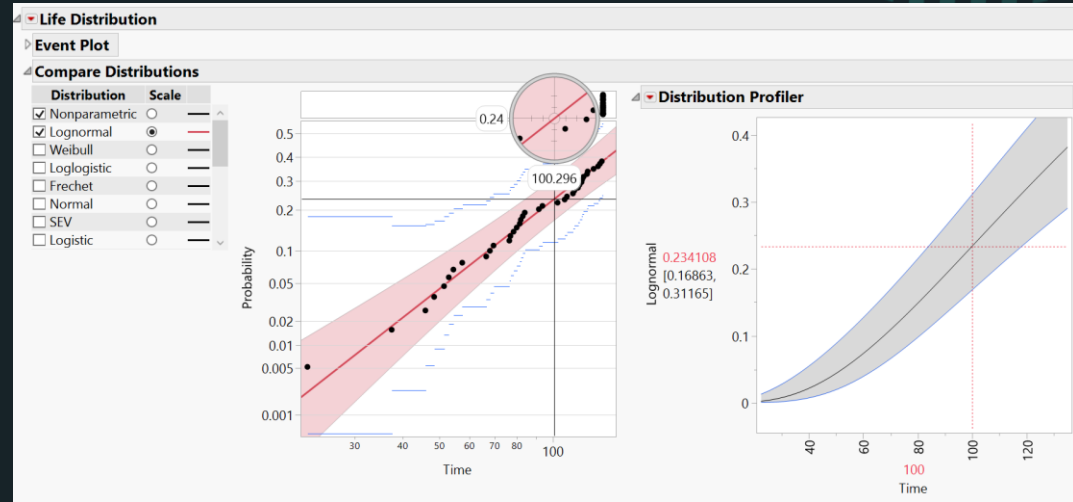 Life Distribution
Event Plot
Compare Distributions
Distribution Scale
Nonparametric
Lognormal
Weibull
Loglogistic
Frechet
Normal
SEV
Logistic
Probability
0.5
0.4
0.3
0.2
0.1
0.05
0.02
0.01
0.005
0.001
0.24
100.296
30 40 50 60 70 80 100
Time
Distribution Profiler
Lognormal
0.234108
[0.16863,
0.31165]
0.4
0.3
0.2
0.1
0
40 60 80 100 120
100
Time